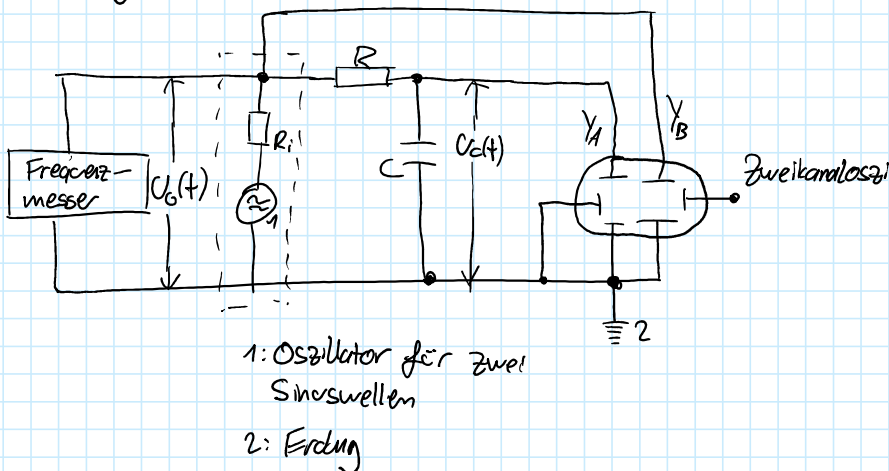 R
Y_A
Y_B
R_i
U_C(t)
Frequenz-
messer
U_G(t)
C
Zweikanaloszi
1
2
1: Oszillator für zwei
Sinuswellen
2: Erdung